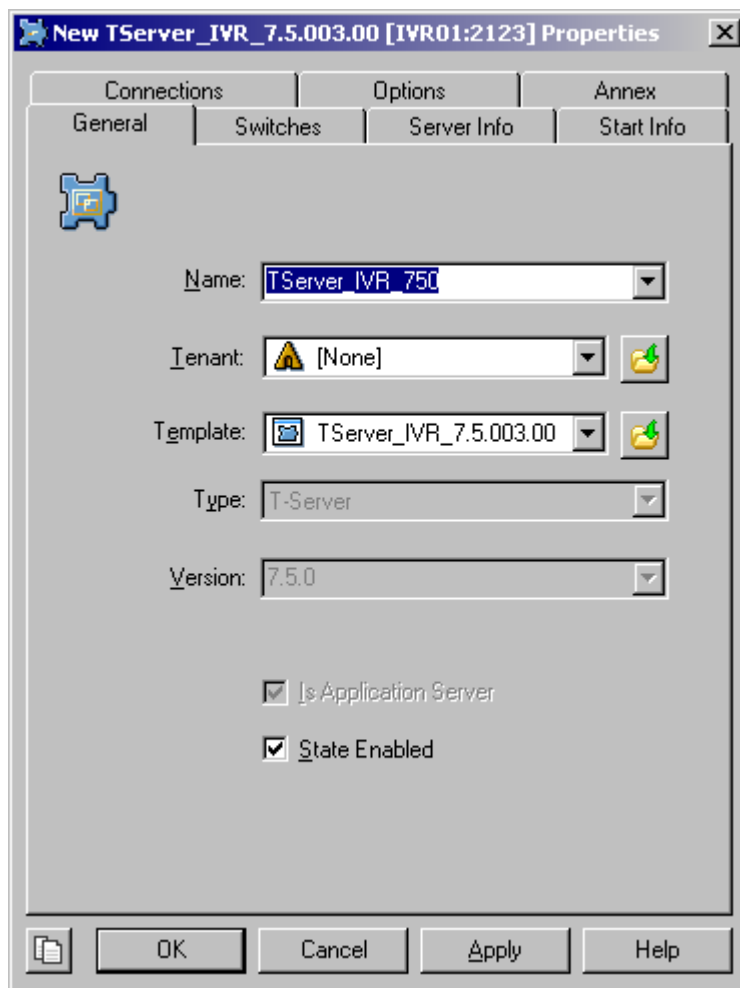 New TServer_IVR_7.5.003.00 [IVR01:2123] Properties
Connections Options Annex
General Switches Server Info Start Info
Name: TServer_IVR_750
Tenant: [None]
Template: TServer_IVR_7.5.003.00
Type: T-Server
Version: 7.5.0
Is Application Server
State Enabled
OK Cancel Apply Help